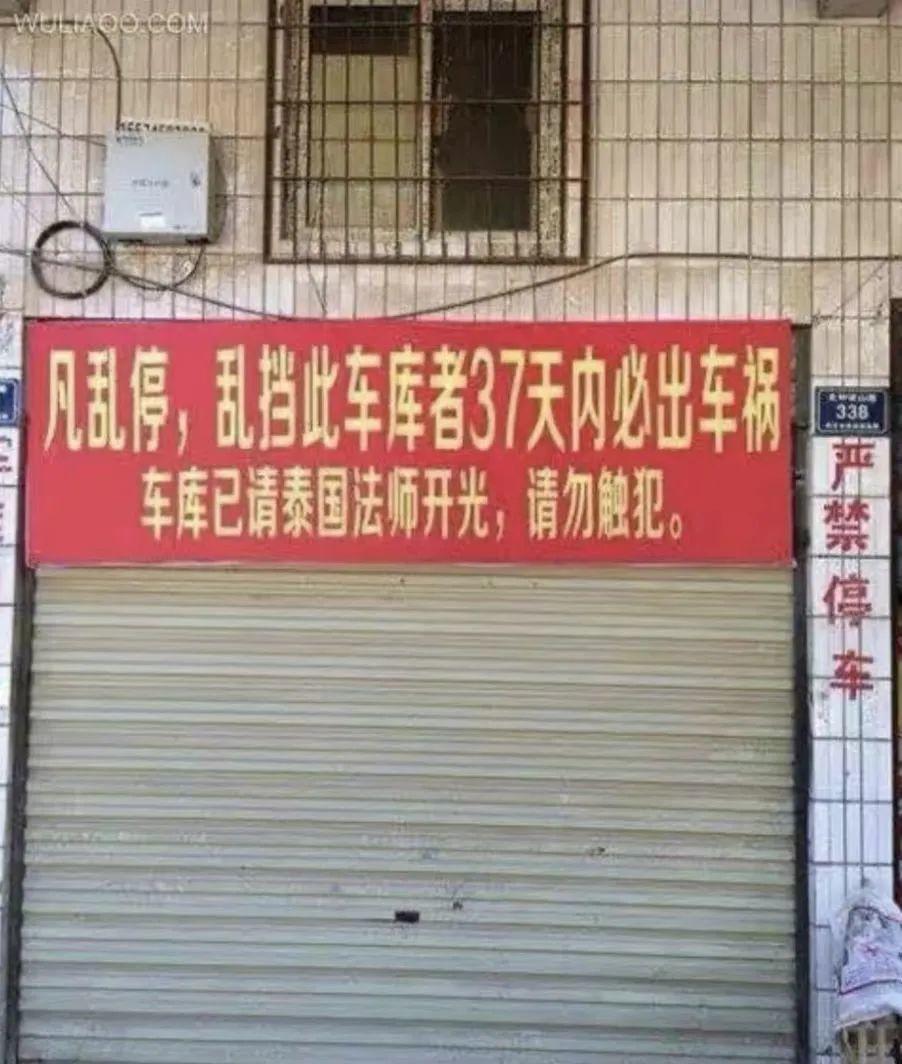 WULIAOO.COM
凡乱停，乱挡此车库者37天内必出车祸
车库已请泰国法师开光，请勿触犯。
338
严禁停车